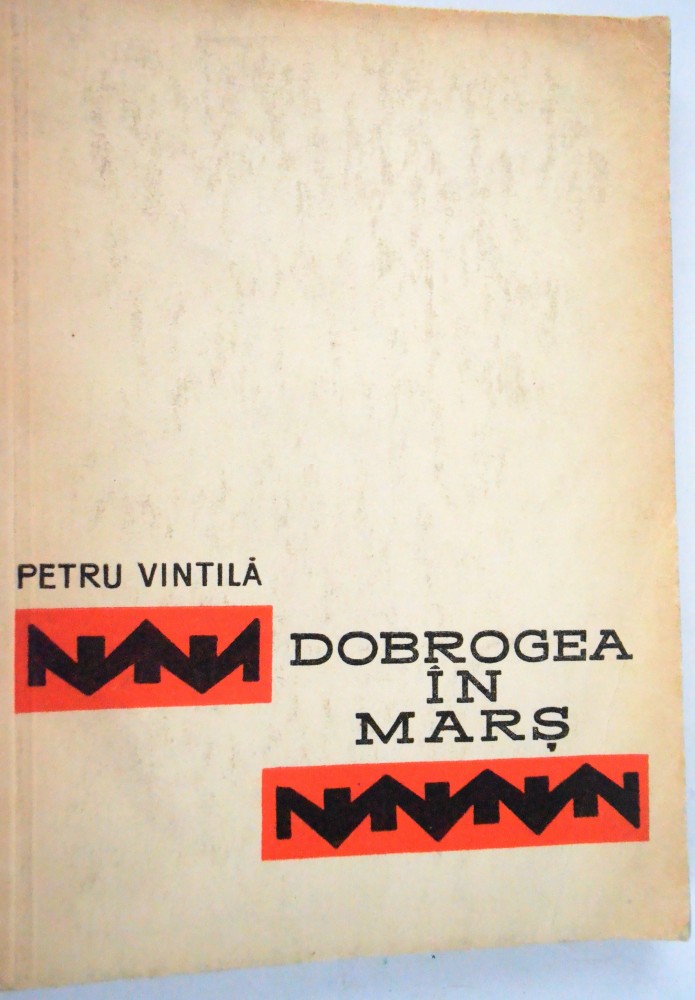 PETRU VINTILĂ
DOBROGEA
ÎN
MARȘ